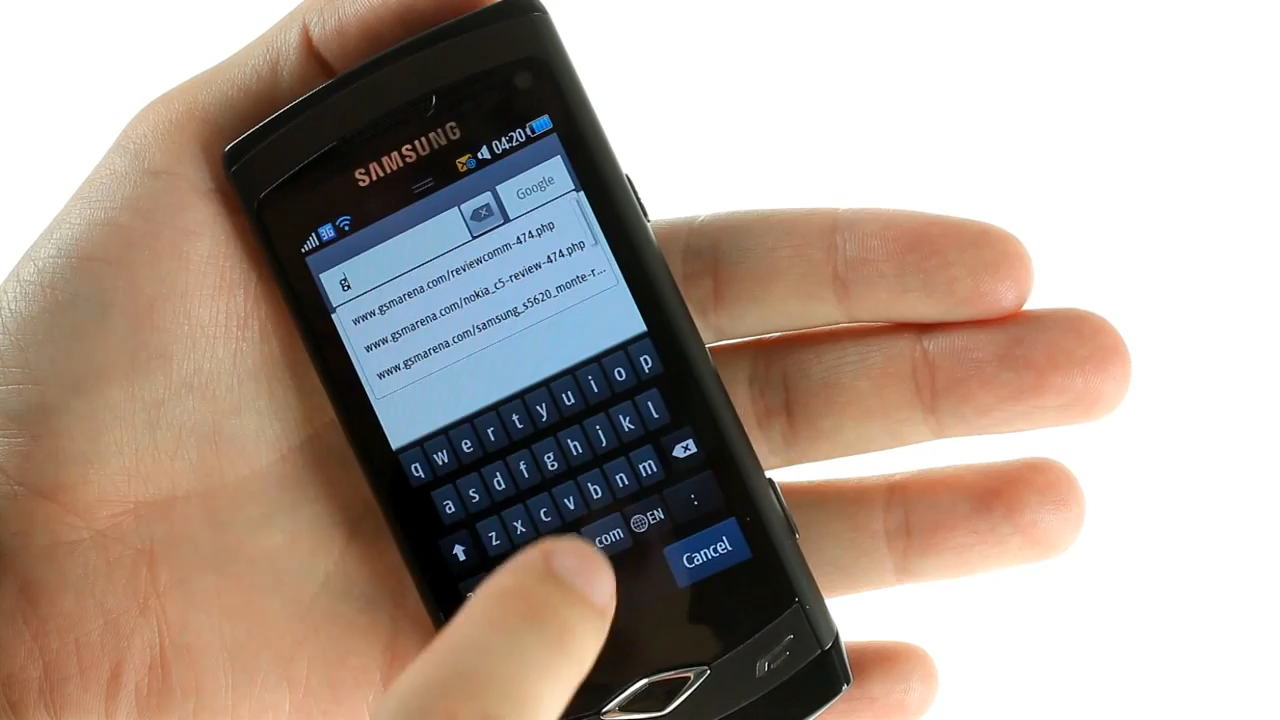 SAMSUNG
3G
04:20
g
Google
www.gsmarena.com/reviewcomm-474.php
www.gsmarena.com/nokia_c5-review-474.php
www.gsmarena.com/samsung_s5620_monte-r...
q w e r t y u i o p
a s d f g h j k l
z x c v b n m
.com EN :
Cancel